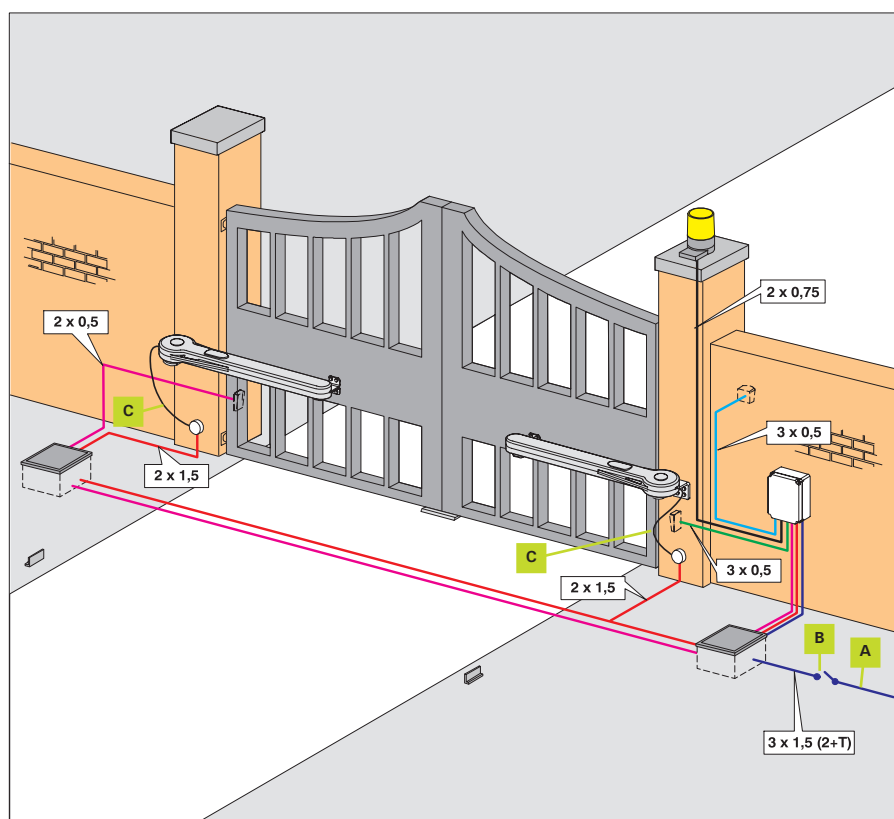 2 x 0,75
2 x 0,5
C
3 x 0,5
2 x 1,5
C
3 x 0,5
2 x 1,5
B
A
3 x 1,5 (2+T)